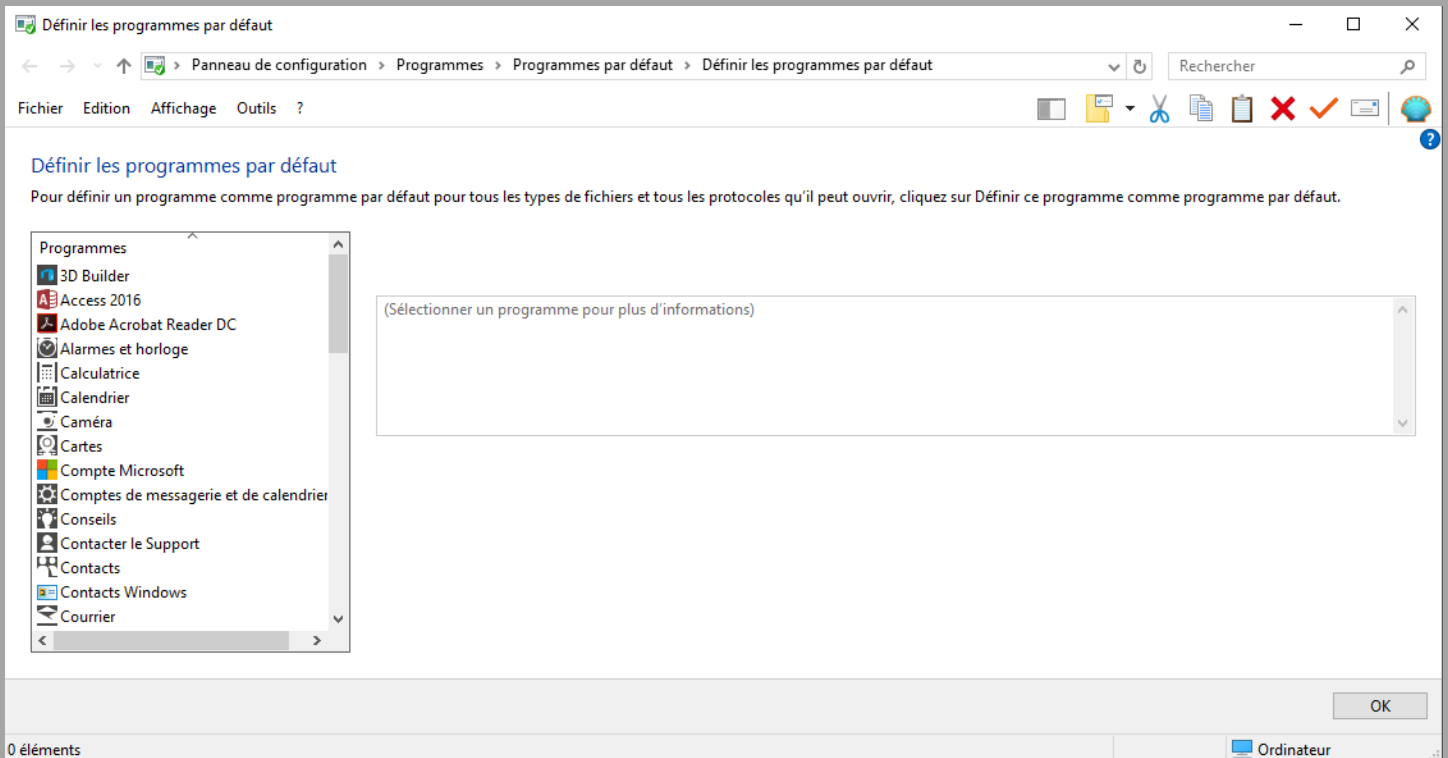 Définir les programmes par défaut
Panneau de configuration > Programmes > Programmes par défaut > Définir les programmes par défaut
Rechercher
Fichier Edition Affichage Outils ?
?
Définir les programmes par défaut
Pour définir un programme comme programme par défaut pour tous les types de fichiers et tous les protocoles qu'il peut ouvrir, cliquez sur Définir ce programme comme programme par défaut.
Programmes
3D Builder
Access 2016
Adobe Acrobat Reader DC
Alarmes et horloge
Calculatrice
Calendrier
Caméra
Cartes
Compte Microsoft
Comptes de messagerie et de calendrier
Conseils
Contacter le Support
Contacts
Contacts Windows
Courrier
(Sélectionner un programme pour plus d'informations)
OK
0 éléments
Ordinateur